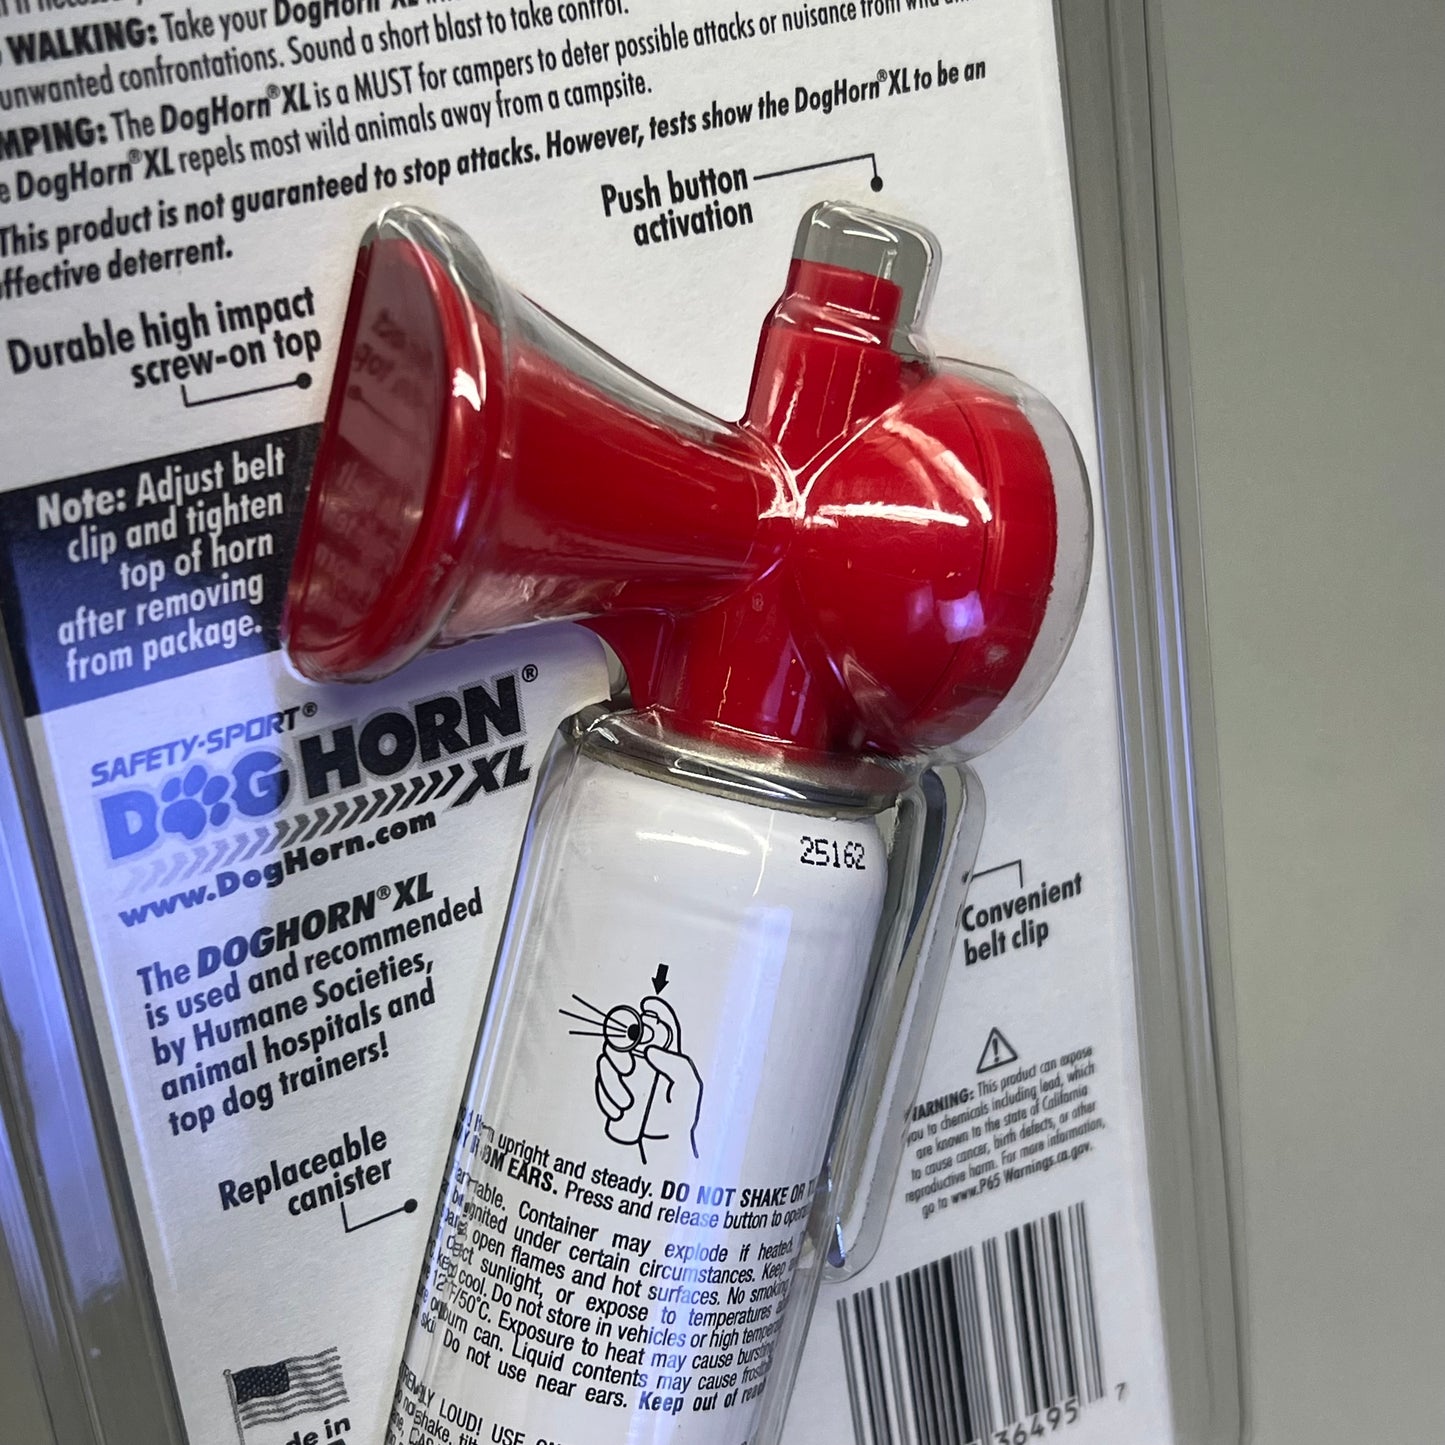 WALKING: Take your DogHorn® XL
unwanted confrontations. Sound a short blast to take control.
MPING: The DogHorn® XL is a MUST for campers to deter possible attacks or nuisance from wild
DogHorn® XL repels most wild animals away from a campsite.
This product is not guaranteed to stop attacks. However, tests show the DogHorn® XL to be an
ffective deterrent.
Push button
activation
Durable high impact
screw-on top
Note: Adjust belt
clip and tighten
top of horn
after removing
from package.
SAFETY-SPORT®
DOG HORN®
XL
www.DogHorn.com
The DOGHORN® XL
is used and recommended
by Humane Societies,
animal hospitals and
top dog trainers!
Replaceable
canister
25162
Convenient
belt clip
WARNING: This product can expose
you to chemicals including lead, which
are known to the state of California
to cause cancer, birth defects, or other
reproductive harm. For more information,
go to www.P65 Warnings.ca.gov.
upright and steady. DO NOT SHAKE OR
EARS. Press and release button to
Container may explode if heated.
ignited under certain circumstances. Keep
open flames and hot surfaces. No smoking
sunlight, or expose to temperatures
/50°C. Do not store in vehicles or high
cool. Exposure to heat may cause
burn can. Liquid contents may cause
Do not use near ears. Keep out of
LOUD! USE
36495 7
in